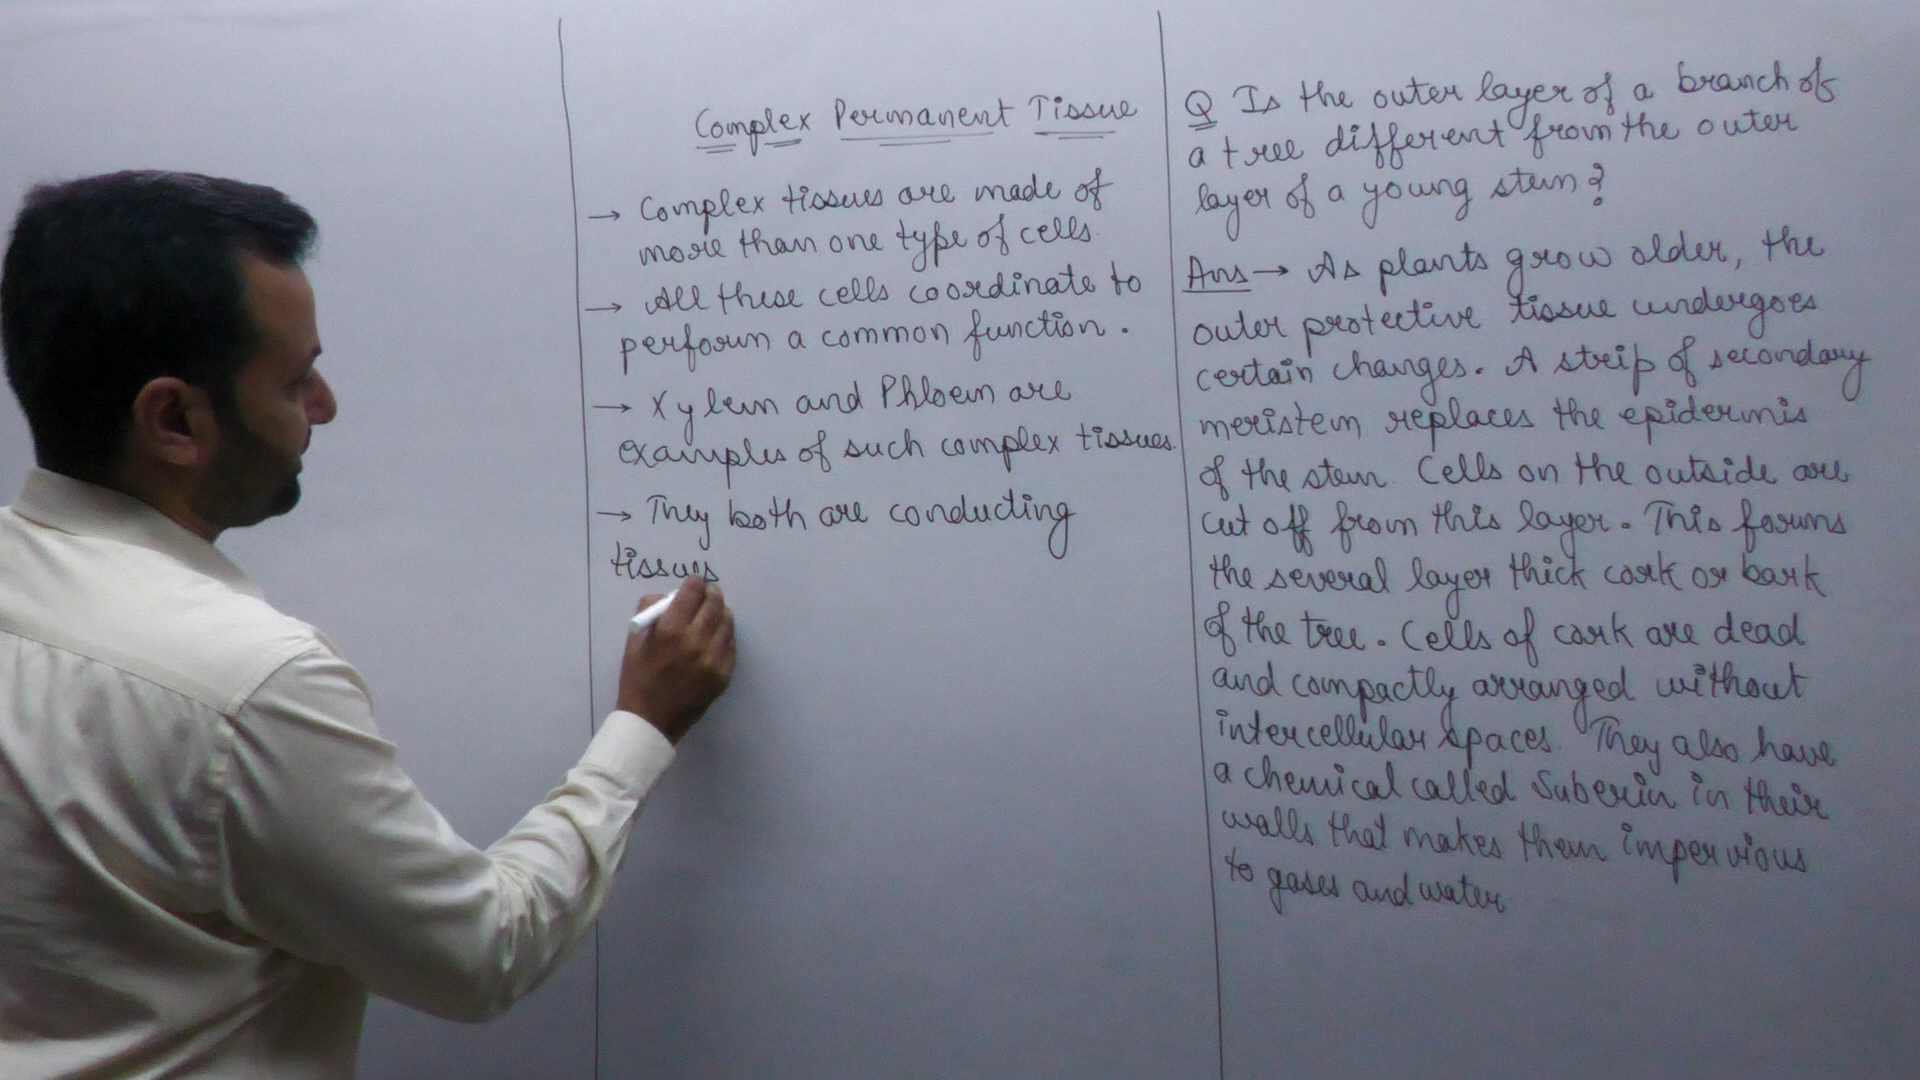 Complex Permanent Tissue
→ Complex tissues are made of
more than one type of cells.
→ All these cells coordinate to
perform a common function.
→ Xylem and Phloem are
examples of such complex tissues.
→ They both are conducting
tissues
Q Is the outer layer of a branch of
a tree different from the outer
layer of a young stem?
Ans → As plants grow older, the
outer protective tissue undergoes
certain changes. A strip of secondary
meristem replaces the epidermis
of the stem. Cells on the outside are
cut off from this layer. This forms
the several layer thick cork or bark
of the tree. Cells of cork are dead
and compactly arranged without
intercellular spaces. They also have
a chemical called Suberin in their
walls that makes them impervious
to gases and water